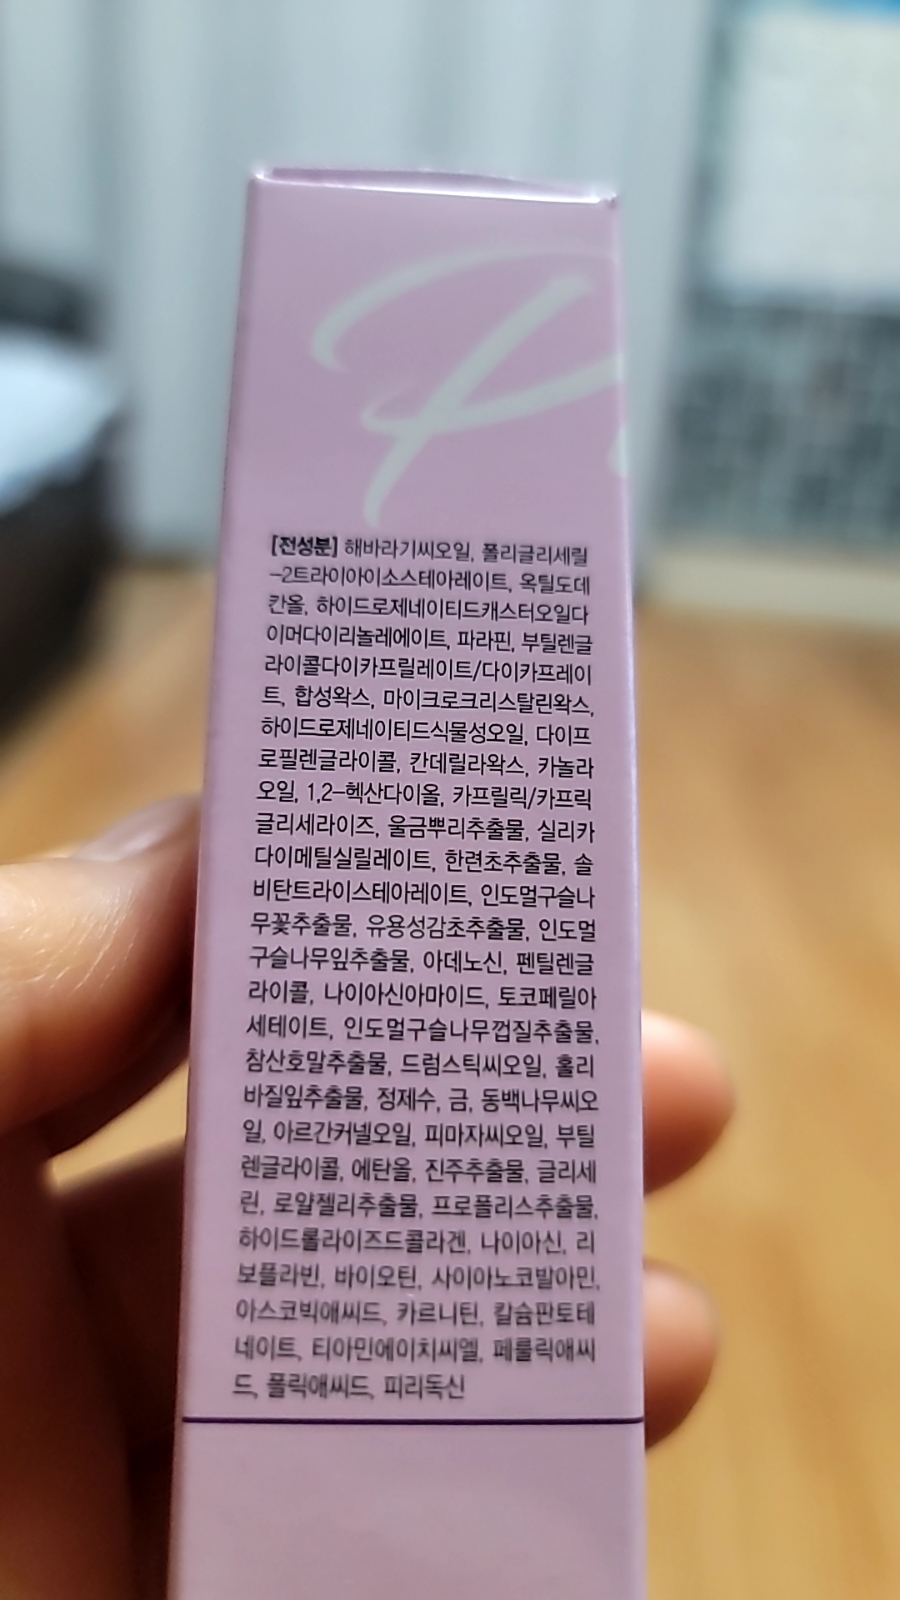 [전성분] 해바라기씨오일, 폴리글리세릴
-2트라이아이소스테아레이트, 옥틸도데
칸올, 하이드로제네이티드캐스터오일다
이머다이리놀레에이트, 파라핀, 부틸렌글
라이콜다이카프릴레이트/다이카프레이
트, 합성왁스, 마이크로크리스탈린왁스,
하이드로제네이티드식물성오일, 다이프
로필렌글라이콜, 칸데릴라왁스, 카놀라
오일, 1,2-헥산다이올, 카프릴릭/카프릭
글리세라이즈, 울금뿌리추출물, 실리카
다이메틸실릴레이트, 한련초추출물, 솔
비탄트라이스테아레이트, 인도멀구슬나
무꽃추출물, 유용성감초추출물, 인도멀
구슬나무잎추출물, 아데노신, 펜틸렌글
라이콜, 나이아신아마이드, 토코페릴아
세테이트, 인도멀구슬나무껍질추출물,
참산호말추출물, 드럼스틱씨오일, 홀리
바질잎추출물, 정제수, 금, 동백나무씨오
일, 아르간커넬오일, 피마자씨오일, 부틸
렌글라이콜, 에탄올, 진주추출물, 글리세
린, 로얄젤리추출물, 프로폴리스추출물,
하이드롤라이즈드콜라겐, 나이아신, 리
보플라빈, 바이오틴, 사이아노코발아민,
아스코빅애씨드, 카르니틴, 칼슘판토테
네이트, 티아민에이치씨엘, 페룰릭애씨
드, 폴릭애씨드, 피리독신